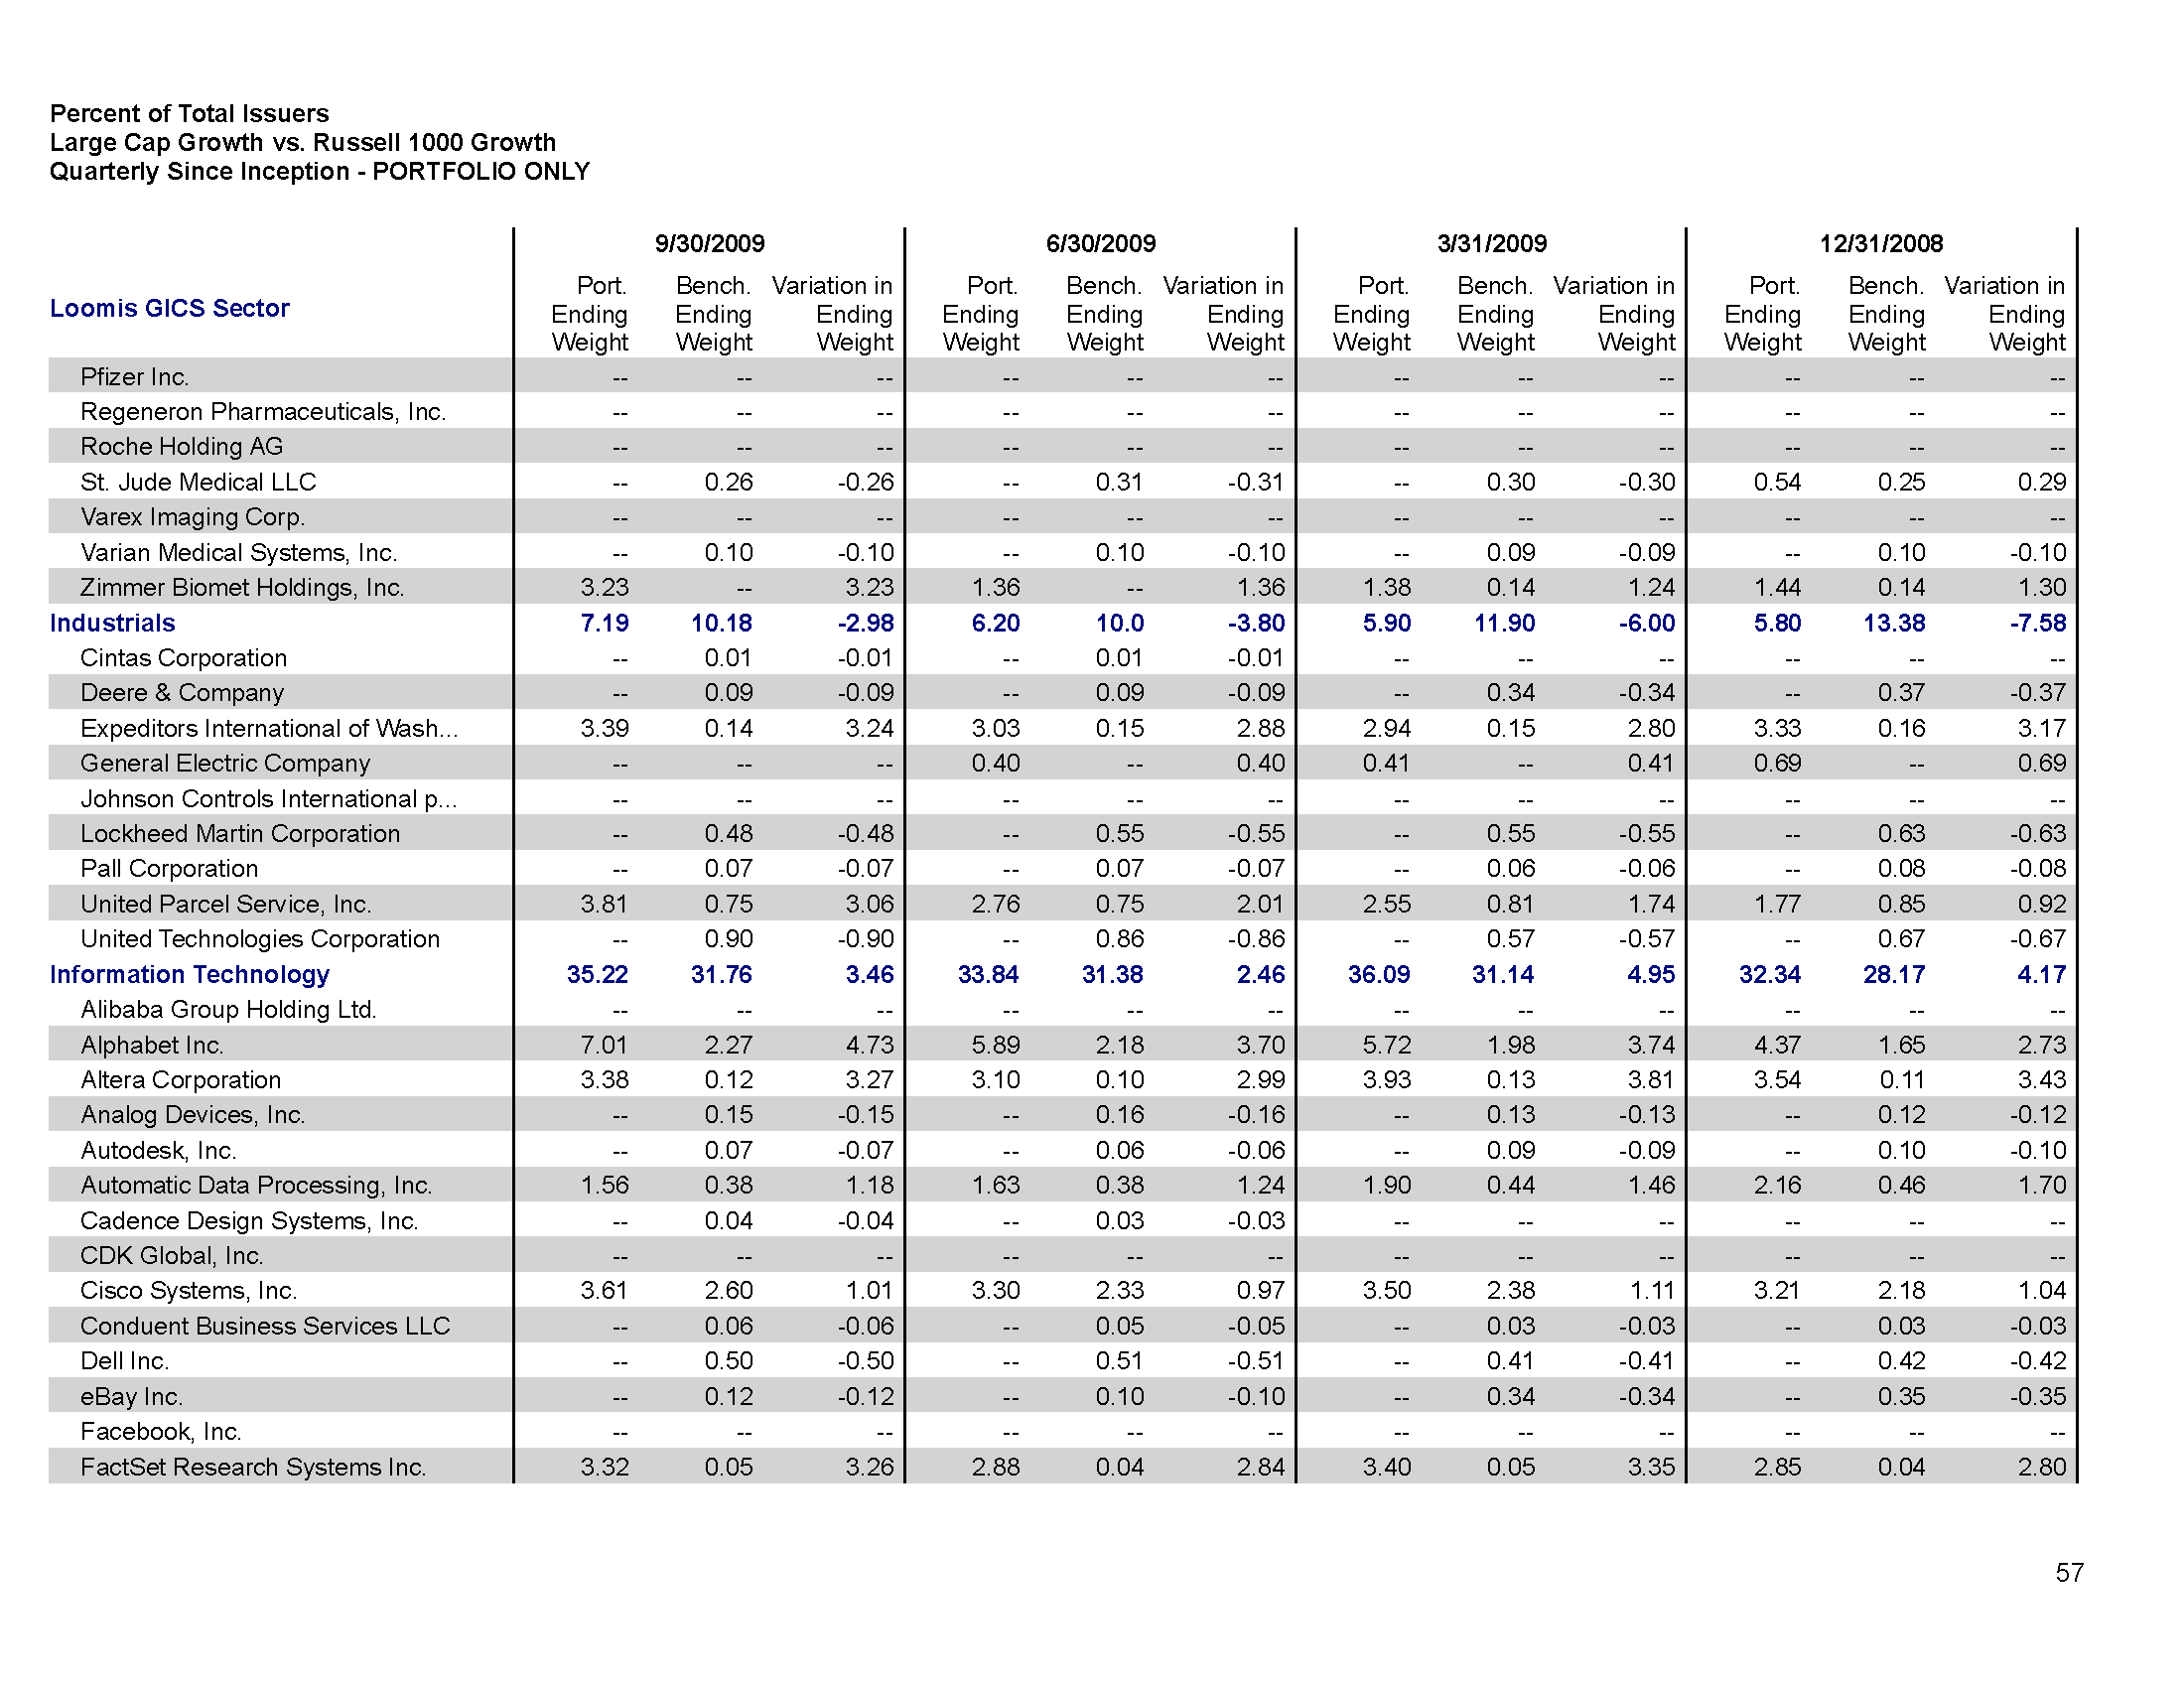 Percent of Total Issuers
Large Cap Growth vs. Russell 1000 Growth
Quarterly Since Inception - PORTFOLIO ONLY
9/30/2009 6/30/2009 3/31/2009 12/31/2008
Loomis GICS Sector
Port. Bench. Variation in Port. Bench. Variation in Port. Bench. Variation in Port. Bench. Variation in
Ending Ending Ending Ending Ending Ending Ending Ending Ending Ending Ending Ending
Weight Weight Weight Weight Weight Weight Weight Weight Weight Weight Weight Weight
Pfizer Inc. -- -- -- -- -- -- -- -- -- -- -- --
Regeneron Pharmaceuticals, Inc. -- -- -- -- -- -- -- -- -- -- -- --
Roche Holding AG -- -- -- -- -- -- -- -- -- -- -- --
St. Jude Medical LLC -- 0.26 -0.26 -- 0.31 -0.31 -- 0.30 -0.30 0.54 0.25 0.29
Varex Imaging Corp. -- -- -- -- -- -- -- -- -- -- -- --
Varian Medical Systems, Inc. -- 0.10 -0.10 -- 0.10 -0.10 -- 0.09 -0.09 -- 0.10 -0.10
Zimmer Biomet Holdings, Inc. 3.23 -- 3.23 1.36 -- 1.36 1.38 0.14 1.24 1.44 0.14 1.30
Industrials 7.19 10.18 -2.98 6.20 10.0 -3.80 5.90 11.90 -6.00 5.80 13.38 -7.58
Cintas Corporation -- 0.01 -0.01 -- 0.01 -0.01 -- -- -- -- -- --
Deere & Company -- 0.09 -0.09 -- 0.09 -0.09 -- 0.34 -0.34 -- 0.37 -0.37
Expeditors International of Wash... 3.39 0.14 3.24 3.03 0.15 2.88 2.94 0.15 2.80 3.33 0.16 3.17
General Electric Company -- -- -- 0.40 -- 0.40 0.41 -- 0.41 0.69 -- 0.69
Johnson Controls International p... -- -- -- -- -- -- -- -- -- -- -- --
Lockheed Martin Corporation -- 0.48 -0.48 -- 0.55 -0.55 -- 0.55 -0.55 -- 0.63 -0.63
Pall Corporation -- 0.07 -0.07 -- 0.07 -0.07 -- 0.06 -0.06 -- 0.08 -0.08
United Parcel Service, Inc. 3.81 0.75 3.06 2.76 0.75 2.01 2.55 0.81 1.74 1.77 0.85 0.92
United Technologies Corporation -- 0.90 -0.90 -- 0.86 -0.86 -- 0.57 -0.57 -- 0.67 -0.67
Information Technology 35.22 31.76 3.46 33.84 31.38 2.46 36.09 31.14 4.95 32.34 28.17 4.17
Alibaba Group Holding Ltd. -- -- -- -- -- -- -- -- -- -- -- --
Alphabet Inc. 7.01 2.27 4.73 5.89 2.18 3.70 5.72 1.98 3.74 4.37 1.65 2.73
Altera Corporation 3.38 0.12 3.27 3.10 0.10 2.99 3.93 0.13 3.81 3.54 0.11 3.43
Analog Devices, Inc. -- 0.15 -0.15 -- 0.16 -0.16 -- 0.13 -0.13 -- 0.12 -0.12
Autodesk, Inc. -- 0.07 -0.07 -- 0.06 -0.06 -- 0.09 -0.09 -- 0.10 -0.10
Automatic Data Processing, Inc. 1.56 0.38 1.18 1.63 0.38 1.24 1.90 0.44 1.46 2.16 0.46 1.70
Cadence Design Systems, Inc. -- 0.04 -0.04 -- 0.03 -0.03 -- -- -- -- -- --
CDK Global, Inc. -- -- -- -- -- -- -- -- -- -- -- --
Cisco Systems, Inc. 3.61 2.60 1.01 3.30 2.33 0.97 3.50 2.38 1.11 3.21 2.18 1.04
Conduent Business Services LLC -- 0.06 -0.06 -- 0.05 -0.05 -- 0.03 -0.03 -- 0.03 -0.03
Dell Inc. -- 0.50 -0.50 -- 0.51 -0.51 -- 0.41 -0.41 -- 0.42 -0.42
eBay Inc. -- 0.12 -0.12 -- 0.10 -0.10 -- 0.34 -0.34 -- 0.35 -0.35
Facebook, Inc. -- -- -- -- -- -- -- -- -- -- -- --
FactSet Research Systems Inc. 3.32 0.05 3.26 2.88 0.04 2.84 3.40 0.05 3.35 2.85 0.04 2.80
57